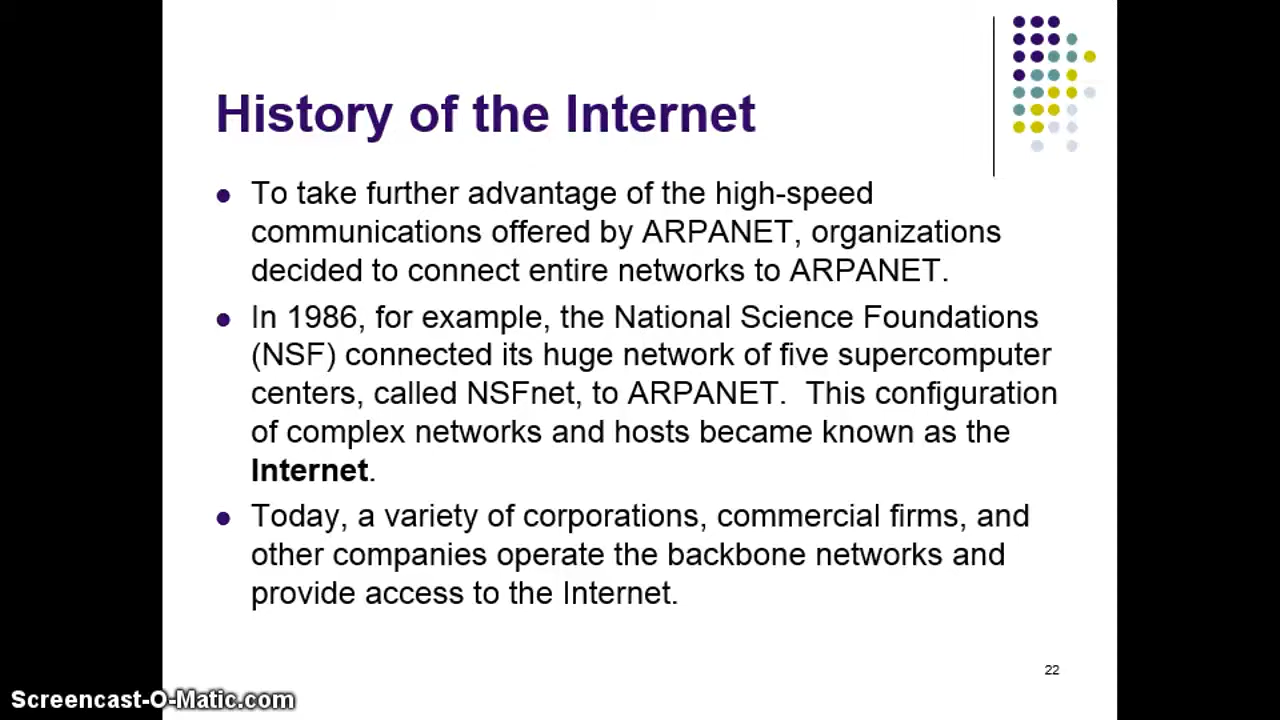 History of the Internet
To take further advantage of the high-speed
communications offered by ARPANET, organizations
decided to connect entire networks to ARPANET.
In 1986, for example, the National Science Foundations
(NSF) connected its huge network of five supercomputer
centers, called NSFnet, to ARPANET.  This configuration
of complex networks and hosts became known as the
Internet.
Today, a variety of corporations, commercial firms, and
other companies operate the backbone networks and
provide access to the Internet.
22
Screencast-O-Matic.com